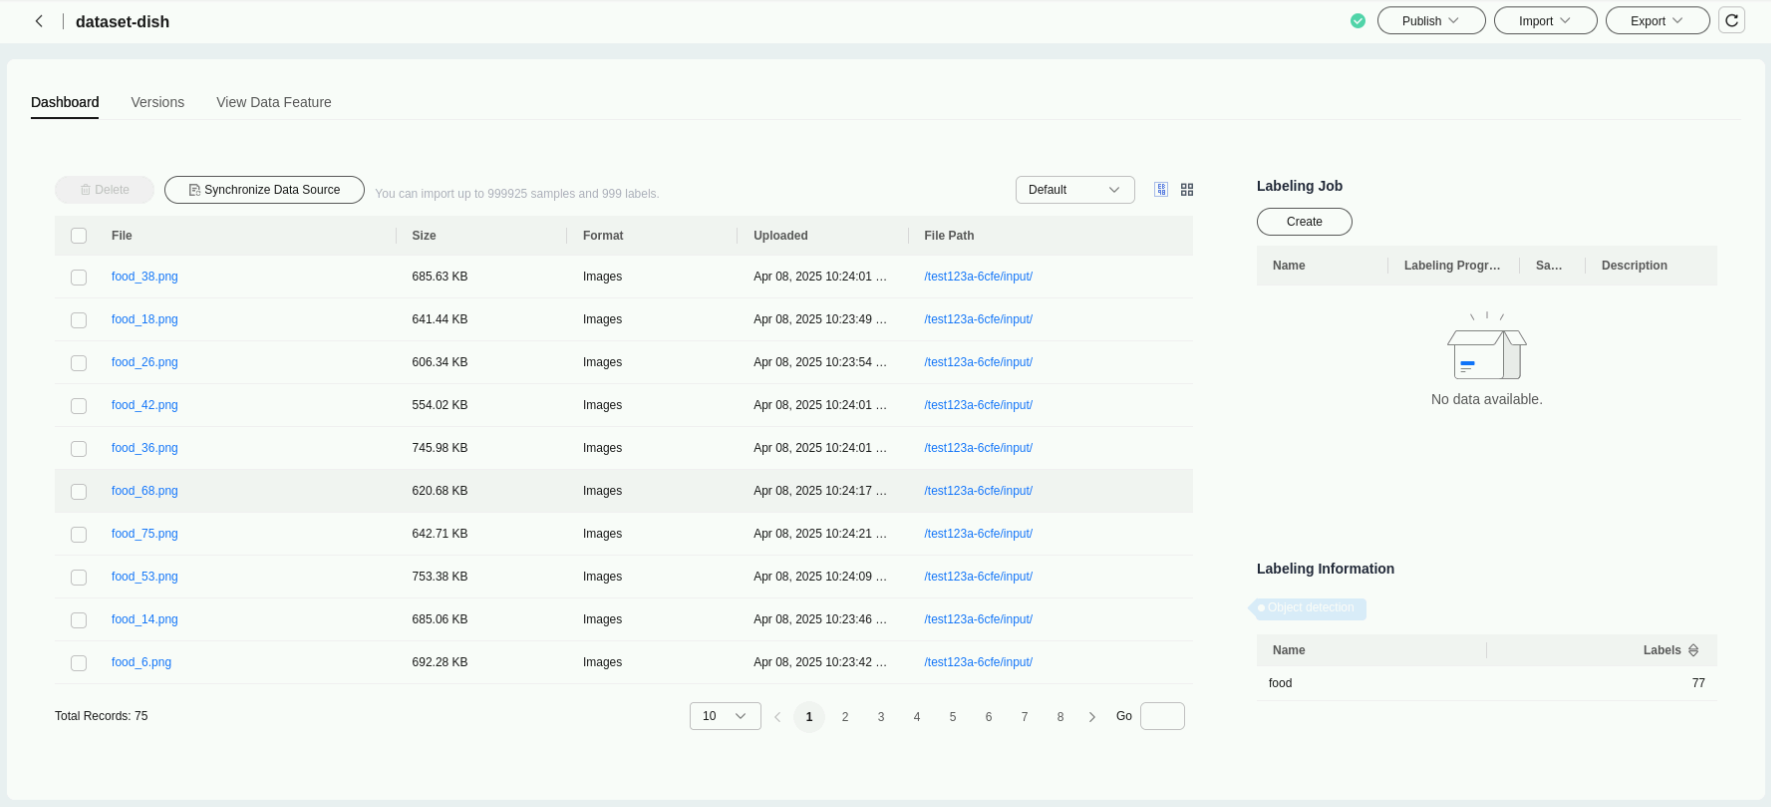 dataset-dish
Publish
Import
Export
Dashboard
Versions
View Data Feature
Delete
Synchronize Data Source
You can import up to 999925 samples and 999 labels.
Default
File Size Format Uploaded File Path
food_38.png 685.63 KB Images Apr 08, 2025 10:24:01 ... /test123a-6cfe/input/
food_18.png 641.44 KB Images Apr 08, 2025 10:23:49 ... /test123a-6cfe/input/
food_26.png 606.34 KB Images Apr 08, 2025 10:23:54 ... /test123a-6cfe/input/
food_42.png 554.02 KB Images Apr 08, 2025 10:24:01 ... /test123a-6cfe/input/
food_36.png 745.98 KB Images Apr 08, 2025 10:24:01 ... /test123a-6cfe/input/
food_68.png 620.68 KB Images Apr 08, 2025 10:24:17 ... /test123a-6cfe/input/
food_75.png 642.71 KB Images Apr 08, 2025 10:24:21 ... /test123a-6cfe/input/
food_53.png 753.38 KB Images Apr 08, 2025 10:24:09 ... /test123a-6cfe/input/
food_14.png 685.06 KB Images Apr 08, 2025 10:23:46 ... /test123a-6cfe/input/
food_6.png 692.28 KB Images Apr 08, 2025 10:23:42 ... /test123a-6cfe/input/
Total Records: 75
10
1 2 3 4 5 6 7 8
Go
Labeling Job
Create
Name Labeling Progr... Sa... Description
No data available.
Labeling Information
Object detection
Name Labels
food 77